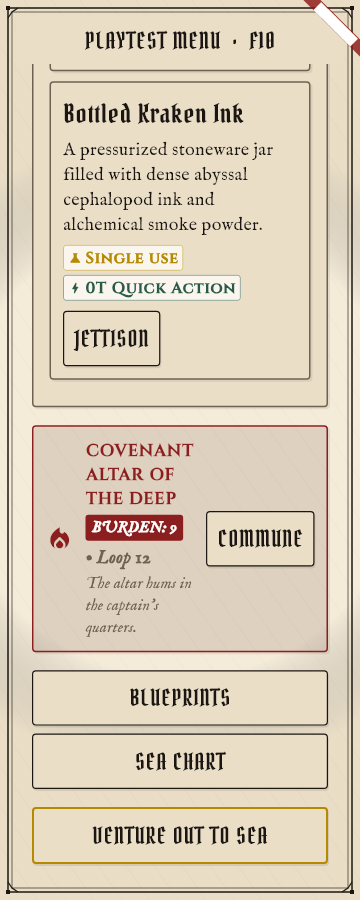 PLAYTEST MENU · F10
Bottled Kraken Ink
A pressurized stoneware jar
filled with dense abyssal
cephalopod ink and
alchemical smoke powder.
Single use
0T Quick Action
JETTISON
COVENANT
ALTAR OF
THE DEEP
BURDEN: 9
• Loop 12
The altar hums in
the captain's
quarters.
COMMUNE
BLUEPRINTS
SEA CHART
VENTURE OUT TO SEA